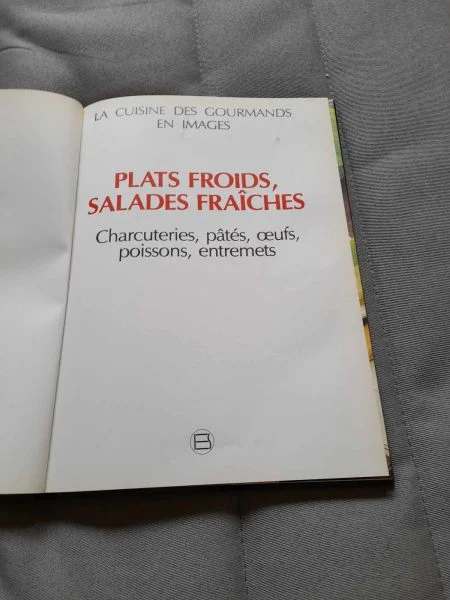 LA CUISINE DES GOURMANDS
EN IMAGES
PLATS FROIDS,
SALADES FRAÎCHES
Charcuteries, pâtés, œufs,
poissons, entremets